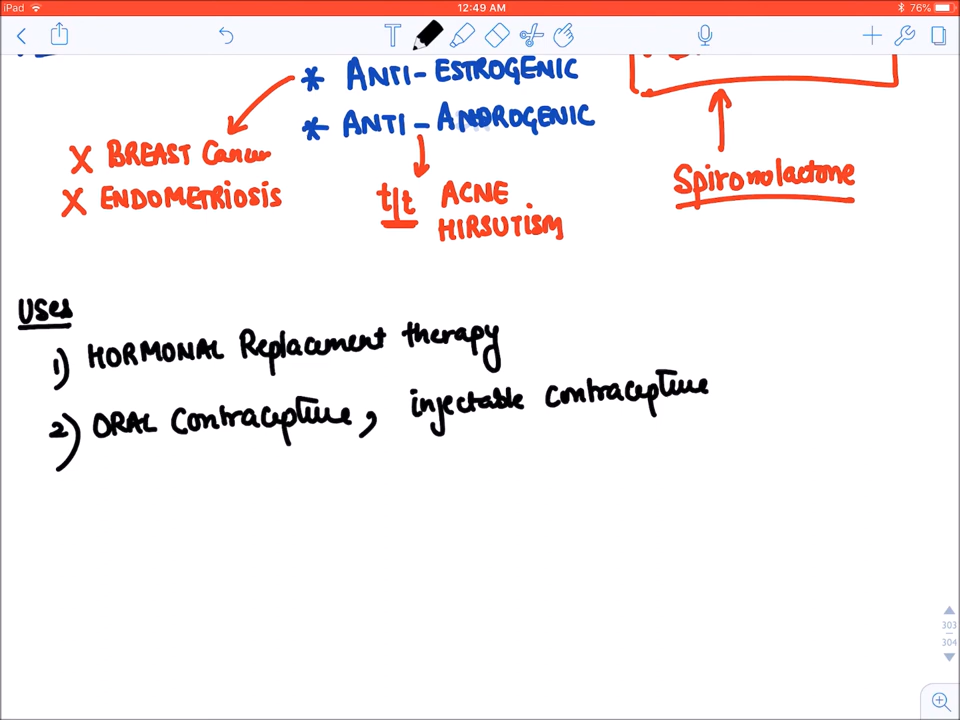 iPad
12:49 AM
76%
T
* ANTI-ESTROGENIC
* ANTI-ANDROGENIC
X BREAST Cancer
X ENDOMETRIOSIS
t|t ACNE
HIRSUTISM
Spironolactone
Uses
1) HORMONAL Replacement therapy
2) ORAL Contraceptive, injectable contraceptive
303
304